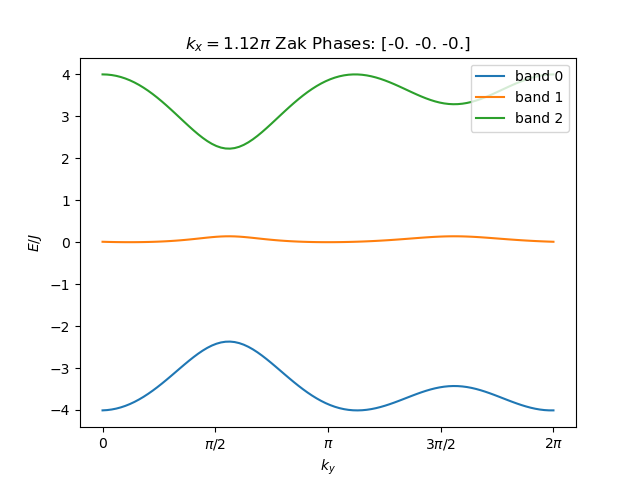 $k_x = 1.12\pi$ Zak Phases: [-0. -0. -0.]
band 0
band 1
band 2
E/J
4
3
2
1
0
−1
−2
−3
−4
0
π/2
π
3π/2
2π
$k_y$